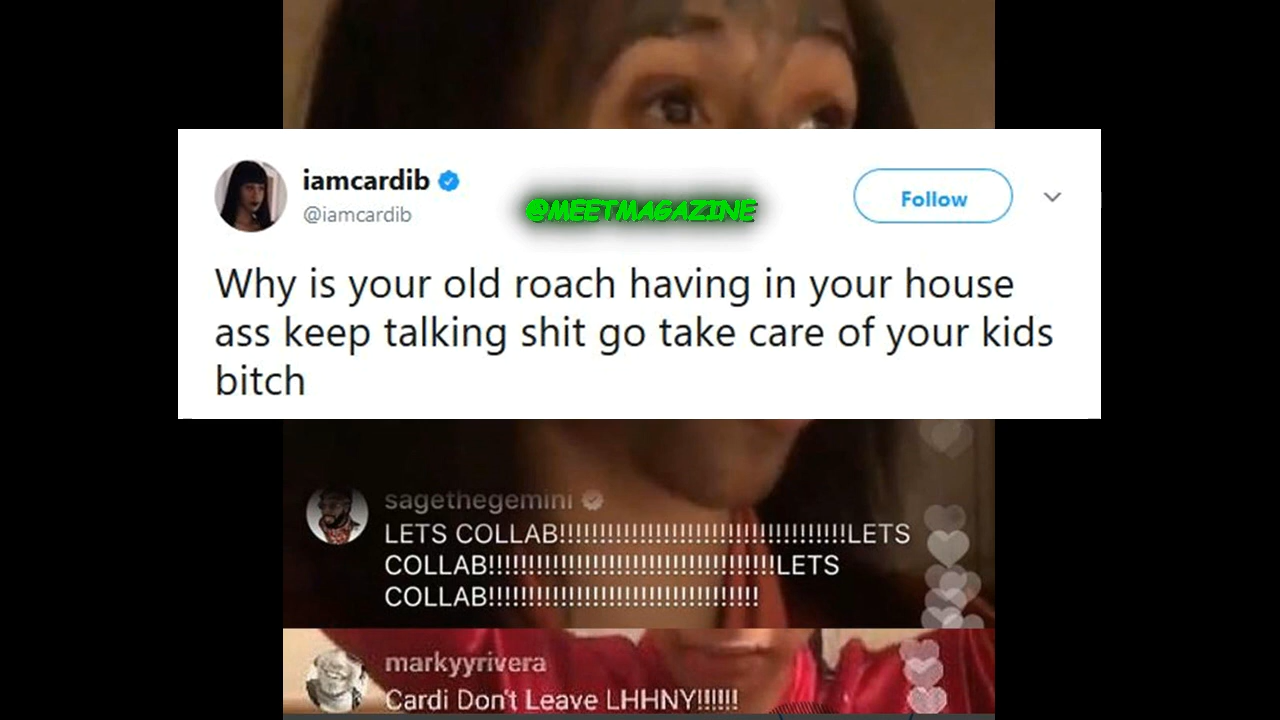 iamcardib
@iamcardib
@MEETMAGAZINE
Follow
Why is your old roach having in your house
ass keep talking shit go take care of your kids
bitch
sagethegemini
LETS COLLAB!!!!!!!!!!!!!!!!!!!!!!!!!!!!!!!!!!!!!LETS
COLLAB!!!!!!!!!!!!!!!!!!!!!!!!!!!!!!!!!!!!!LETS
COLLAB!!!!!!!!!!!!!!!!!!!!!!!!!!!!!!!!!!!
markyyrivera
Cardi Don't Leave LHHNY!!!!!!